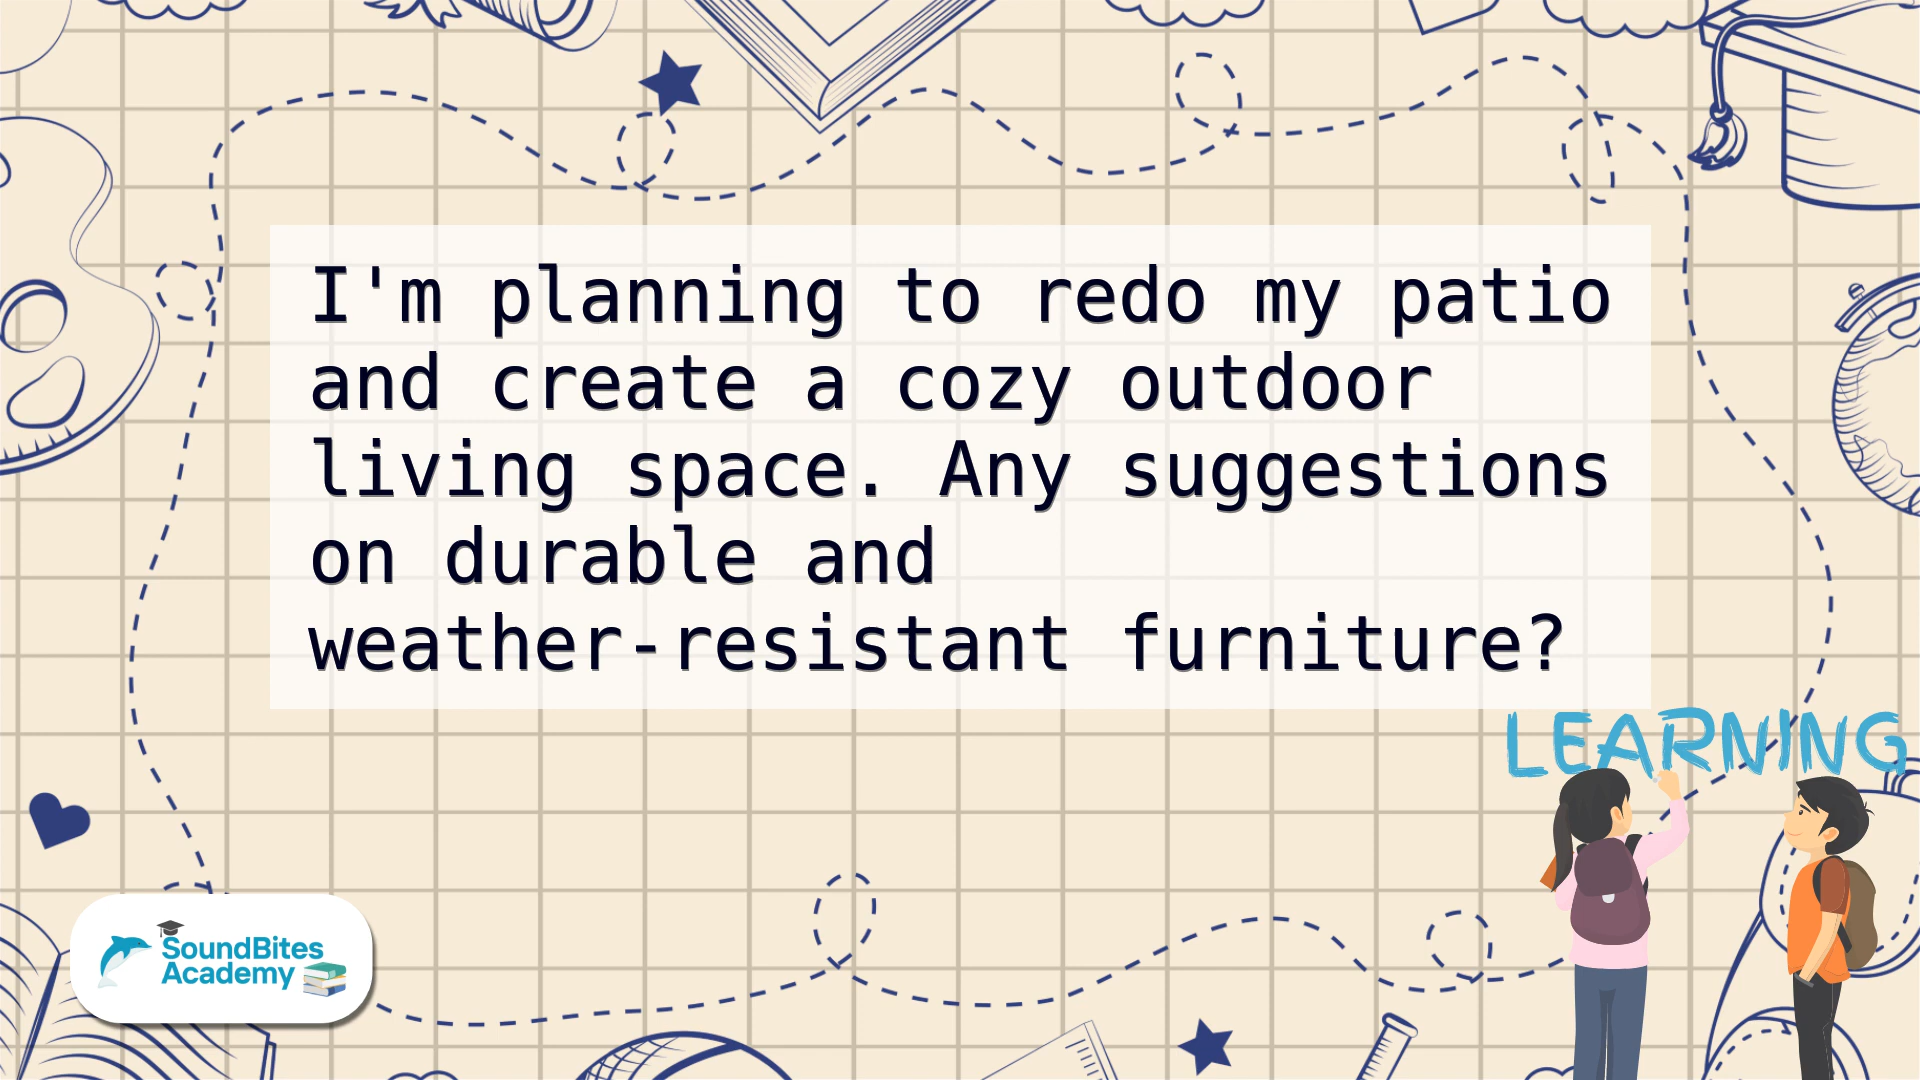 I'm planning to redo my patio
and create a cozy outdoor
living space. Any suggestions
on durable and
weather-resistant furniture?
LEARNING
SoundBites
Academy